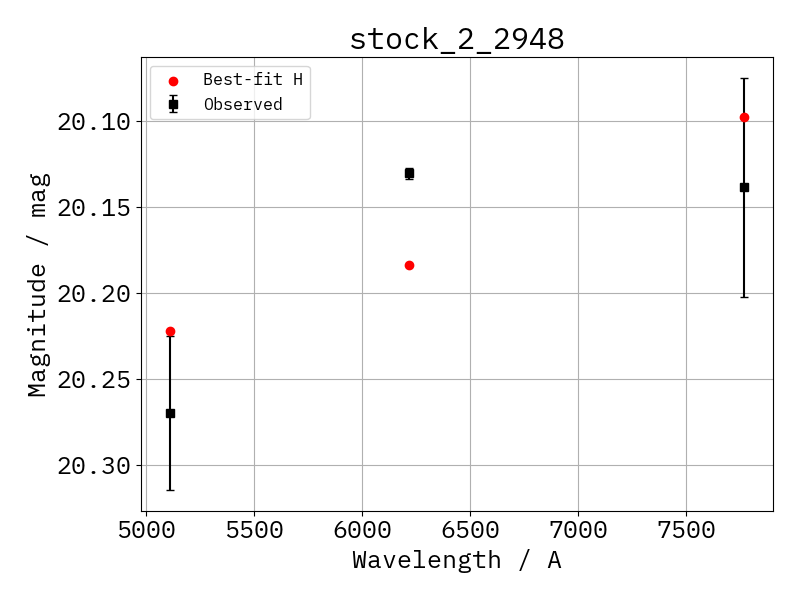 stock_2_2948
Best-fit H
Observed
20.10
20.15
20.20
20.25
20.30
Magnitude / mag
5000 5500 6000 6500 7000 7500
Wavelength / A